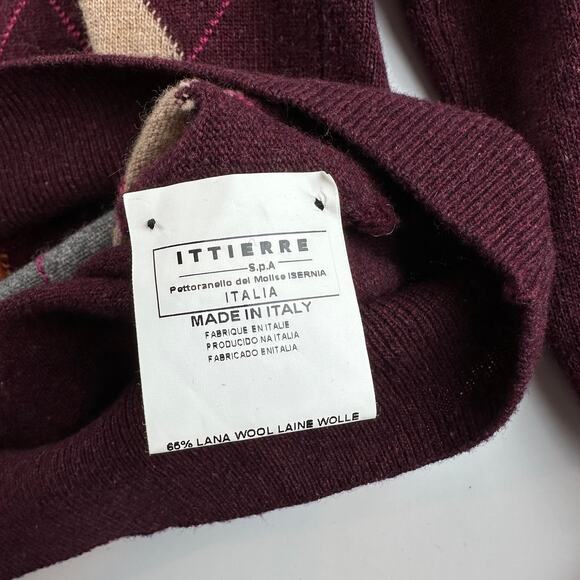 ITTIERRE
S.p.A
Pettoranello del Molise ISERNIA
ITALIA
MADE IN ITALY
FABRIQUE EN ITALIE
PRODUCIDO NA ITALIA
FABRICADO EN ITALIA
65% LANA WOOL LAINE WOLLE